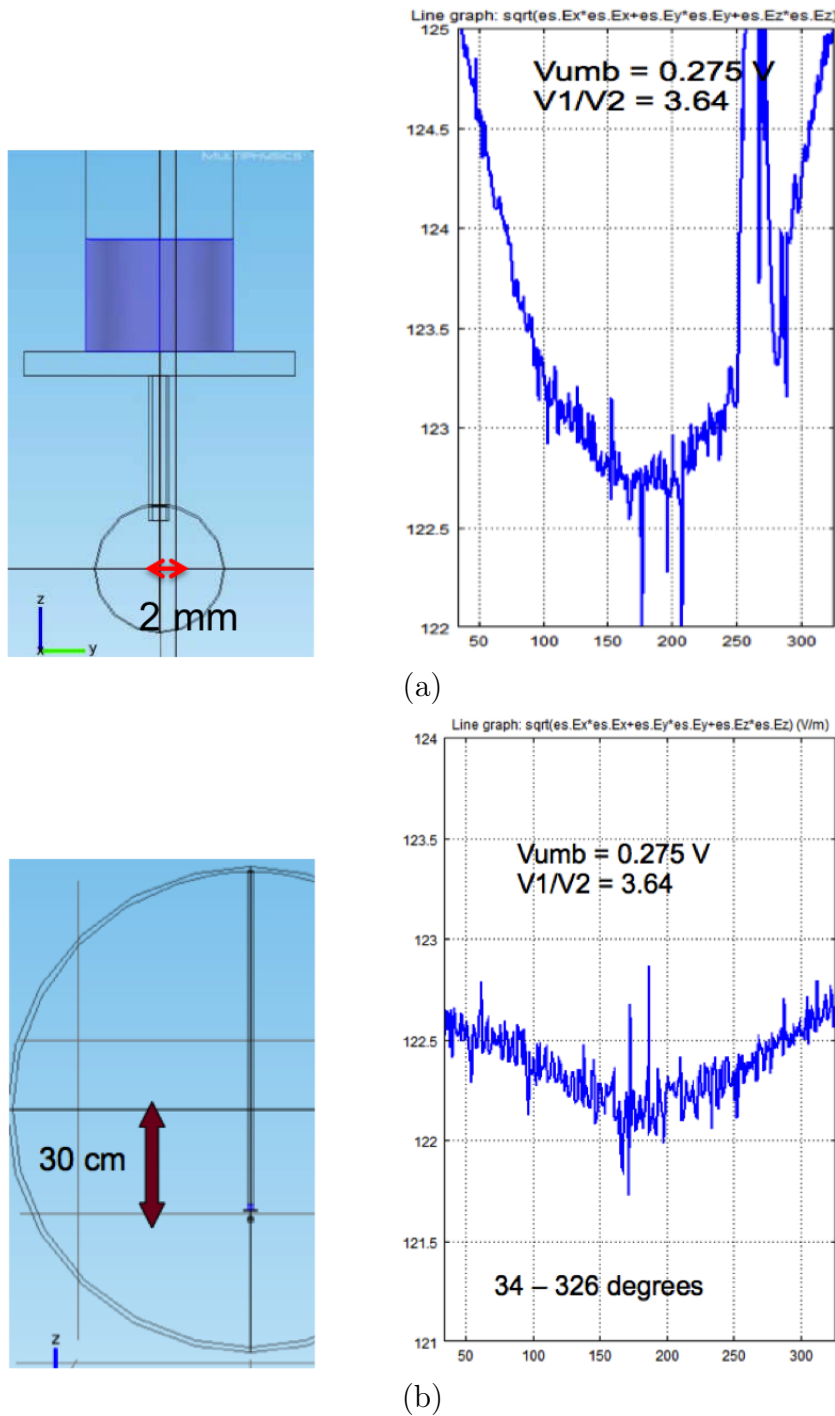 Line graph: sqrt(es.Ex*es.Ex+es.Ey*es.Ey+es.Ez*es.Ez)
125
124.5
124
123.5
123
122.5
122
Vumb = 0.275 V
V1/V2 = 3.64
50 100 150 200 250 300
MULTIPHYSICS
2 mm
z
x y
(a)
Line graph: sqrt(es.Ex*es.Ex+es.Ey*es.Ey+es.Ez*es.Ez) (V/m)
124
123.5
123
122.5
122
121.5
121
Vumb = 0.275 V
V1/V2 = 3.64
34 – 326 degrees
50 100 150 200 250 300
30 cm
z
(b)